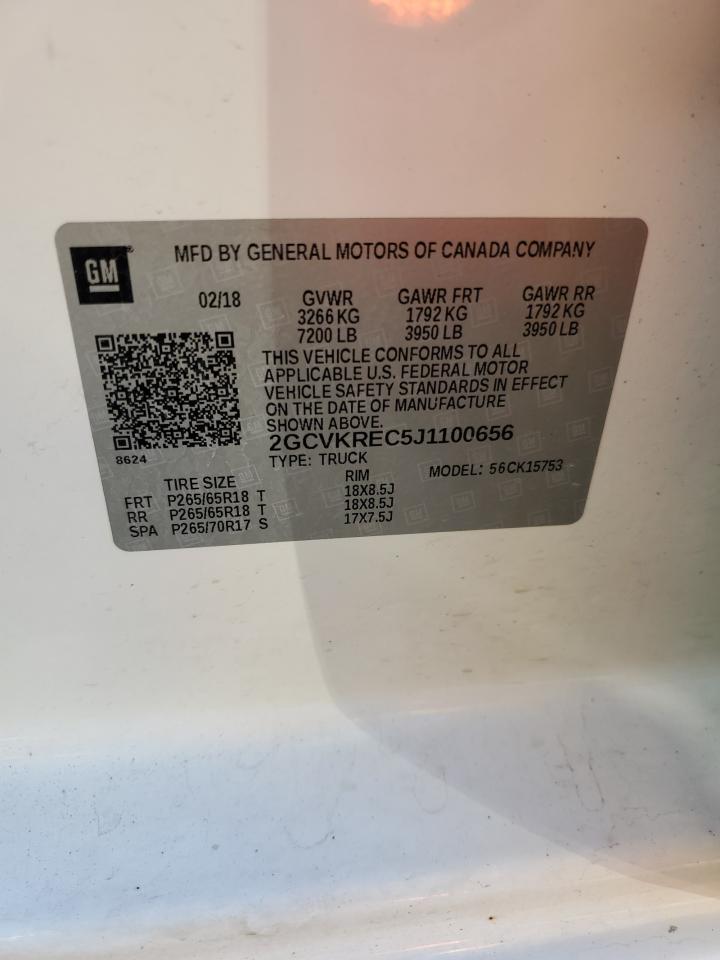 GM
MFD BY GENERAL MOTORS OF CANADA COMPANY
02/18 GVWR GAWR FRT GAWR RR
3266 KG 1792 KG 1792 KG
7200 LB 3950 LB 3950 LB
THIS VEHICLE CONFORMS TO ALL
APPLICABLE U.S. FEDERAL MOTOR
VEHICLE SAFETY STANDARDS IN EFFECT
ON THE DATE OF MANUFACTURE
SHOWN ABOVE.
2GCVKREC5J1100656
8624 TYPE: TRUCK MODEL: 56CK15753
TIRE SIZE RIM
FRT P265/65R18 T 18X8.5J
RR P265/65R18 T 18X8.5J
SPA P265/70R17 S 17X7.5J